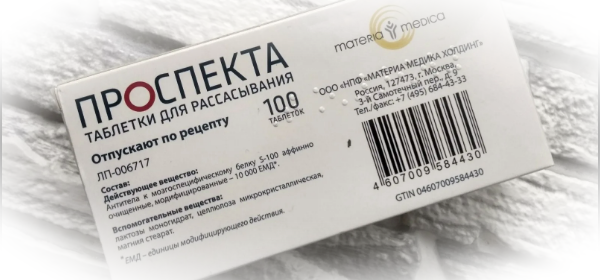 ПРОСПЕКТА
ТАБЛЕТКИ ДЛЯ РАССАСЫВАНИЯ
100
ТАБЛЕТОК
Отпускают по рецепту
ЛП-006717
Состав:
Действующее вещество:
Антитела к мозгоспецифическому белку S-100 аффинно
очищенные, модифицированные – 10 000 ЕМД*.
Вспомогательные вещества:
лактозы моногидрат, целлюлоза микрокристаллическая,
магния стеарат.
*ЕМД – единицы модифицирующего действия.
materia medica
ООО «НПФ «МАТЕРИА МЕДИКА ХОЛДИНГ»
Россия, 127473, г. Москва,
3-й Самотечный пер., д. 9
Тел./факс: +7 (495) 684-43-33
4 607009 584430
GTIN 04607009584430